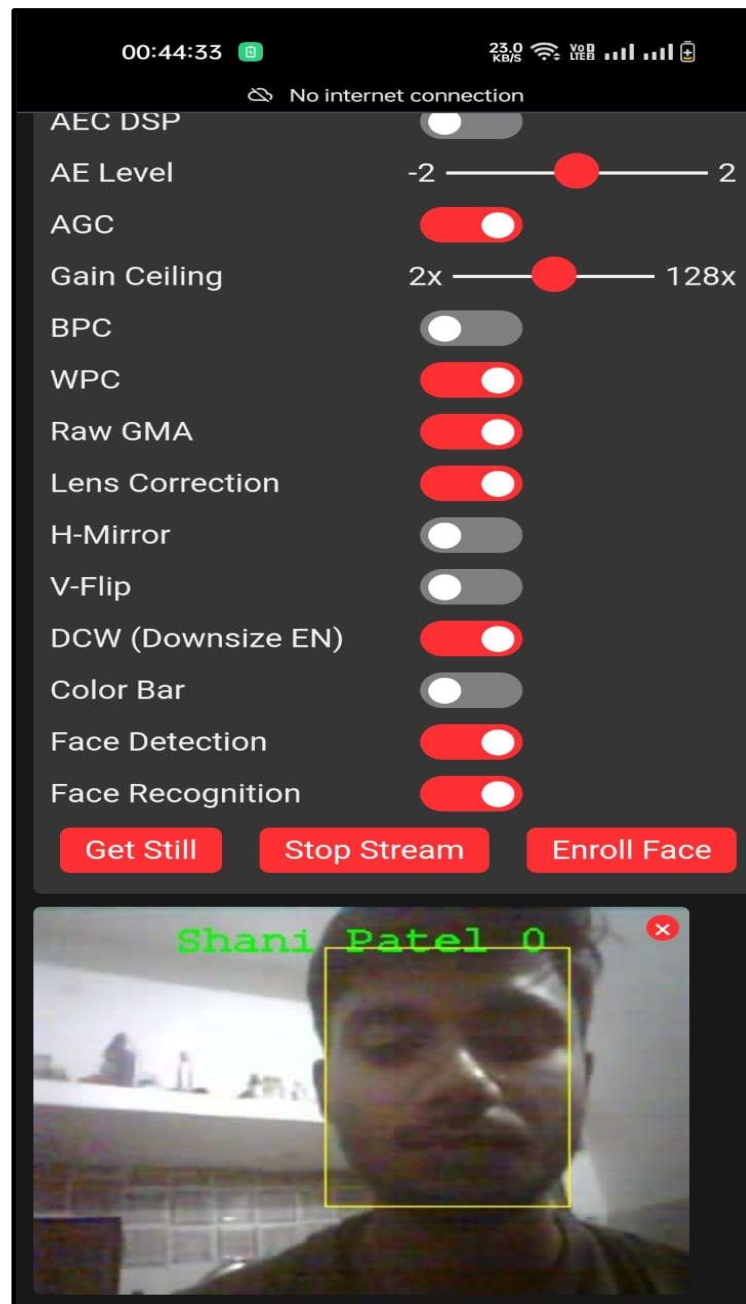 00:44:33 23.0 KB/S Vo LTE
No internet connection
AEC DSP
AE Level -2 2
AGC
Gain Ceiling 2x 128x
BPC
WPC
Raw GMA
Lens Correction
H-Mirror
V-Flip
DCW (Downsize EN)
Color Bar
Face Detection
Face Recognition
Get Still Stop Stream Enroll Face
Shani Patel 0